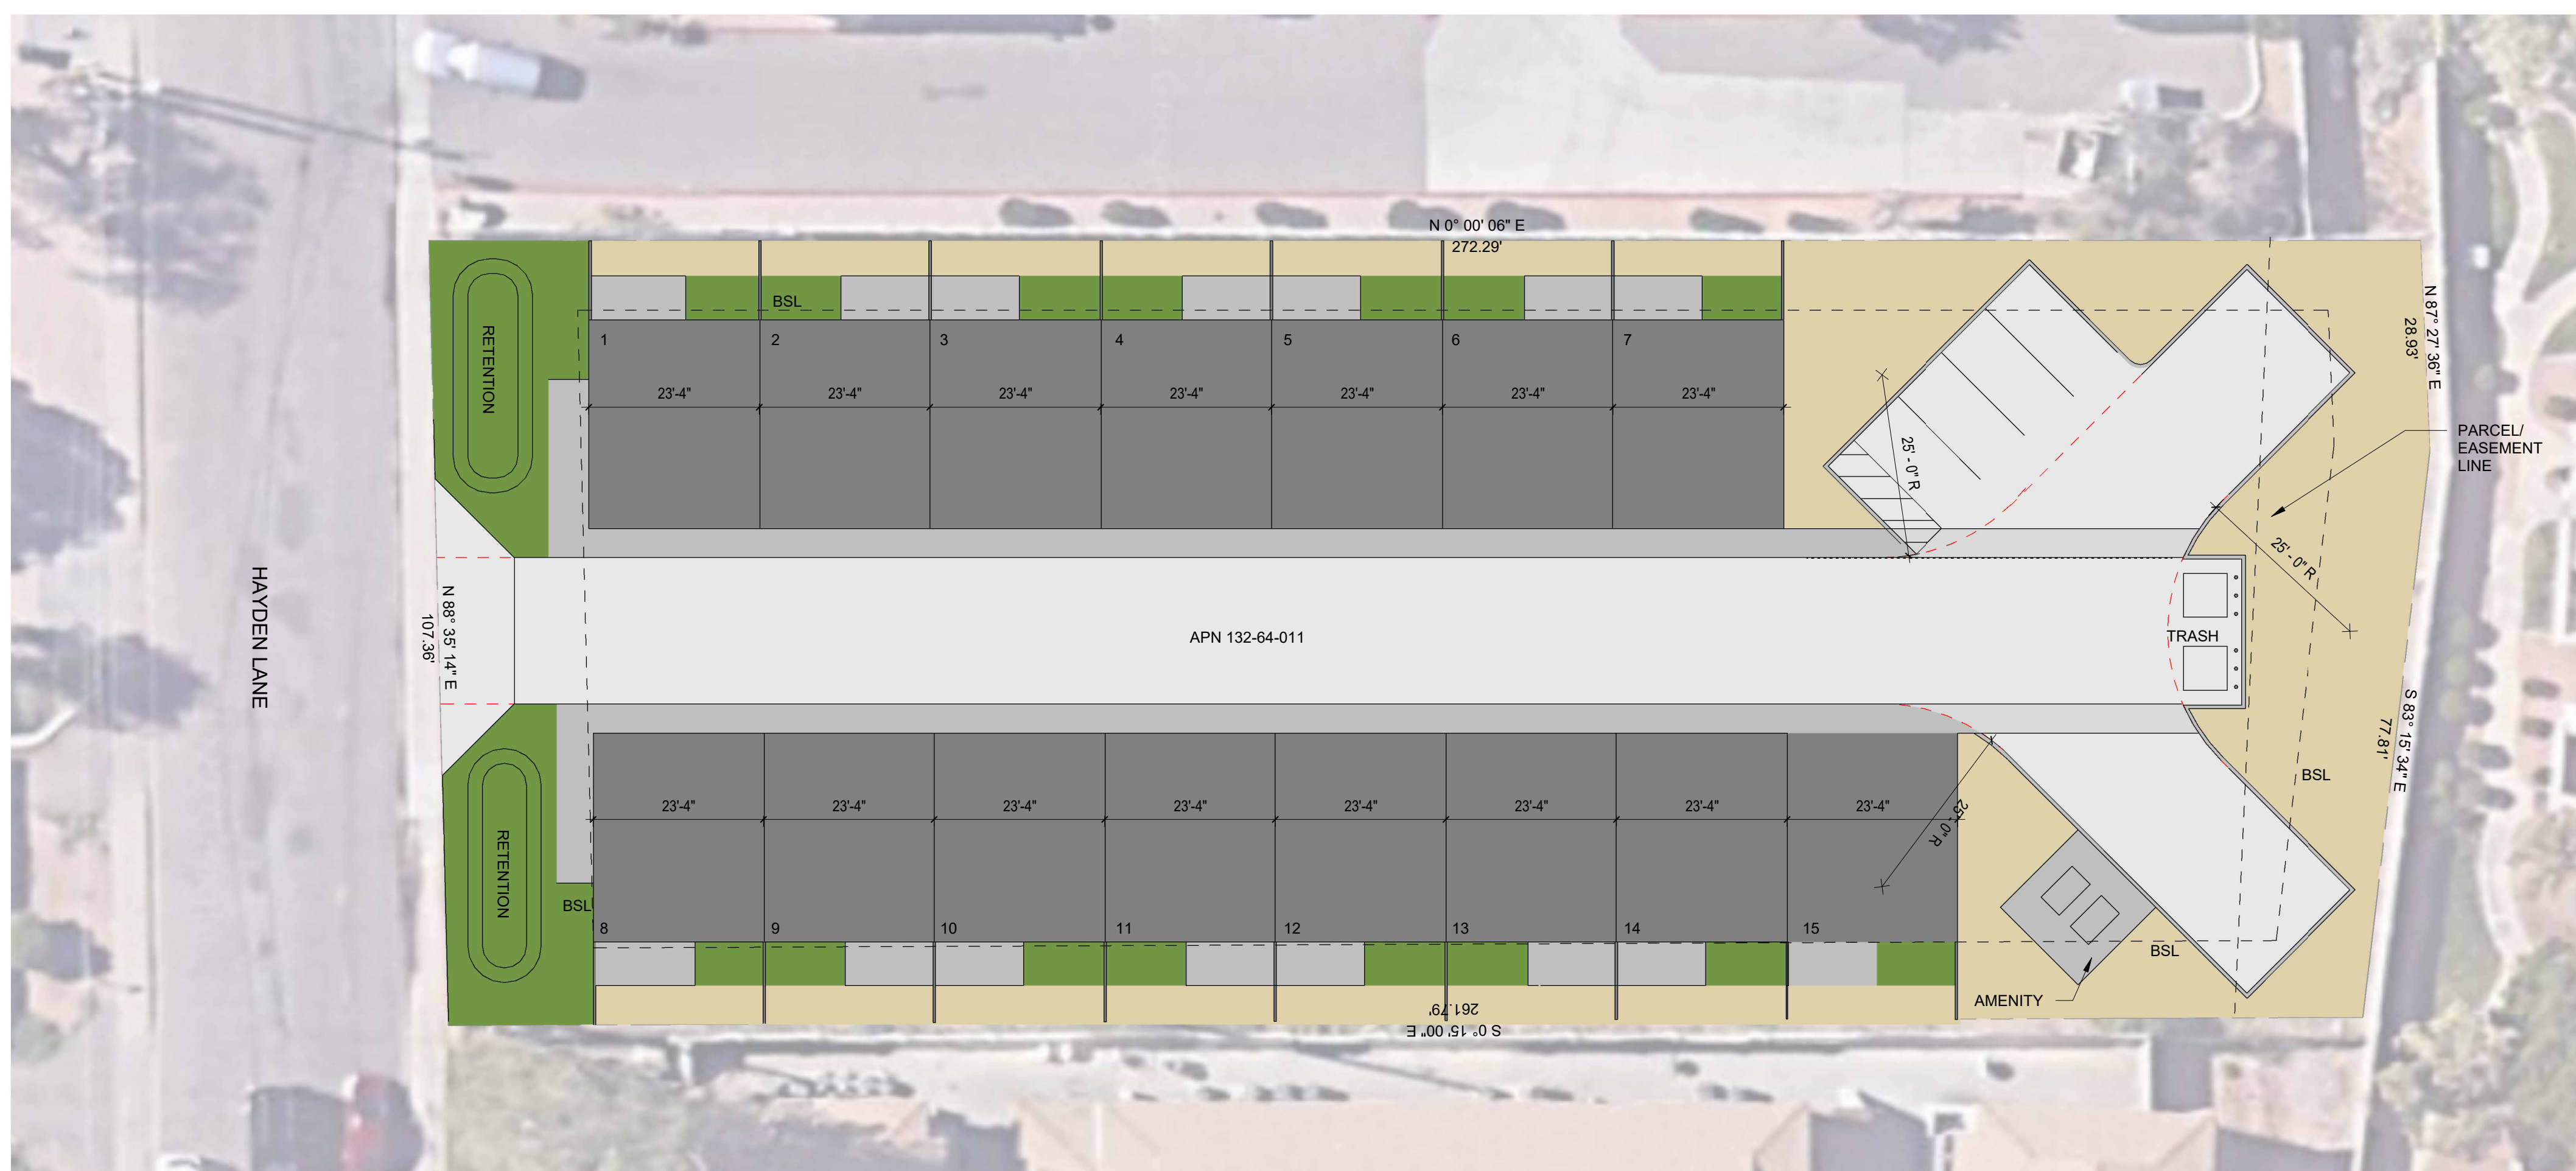 N 0° 00' 06" E
272.29'
BSL
RETENTION
1
2
3
4
5
6
7
23'-4"
23'-4"
23'-4"
23'-4"
23'-4"
23'-4"
23'-4"
25' - 0" R
N 87° 27' 36" E
28.93'
PARCEL/
EASEMENT
LINE
25' - 0" R
HAYDEN LANE
N 88° 35' 14" E
107.36'
APN 132-64-011
TRASH
S 83° 15' 34" E
77.81'
BSL
23'-4"
23'-4"
23'-4"
23'-4"
23'-4"
23'-4"
23'-4"
23'-4"
25' - 0" R
RETENTION
BSL
8
9
10
11
12
13
14
15
BSL
AMENITY
261.79'
S 0° 15' 00" E